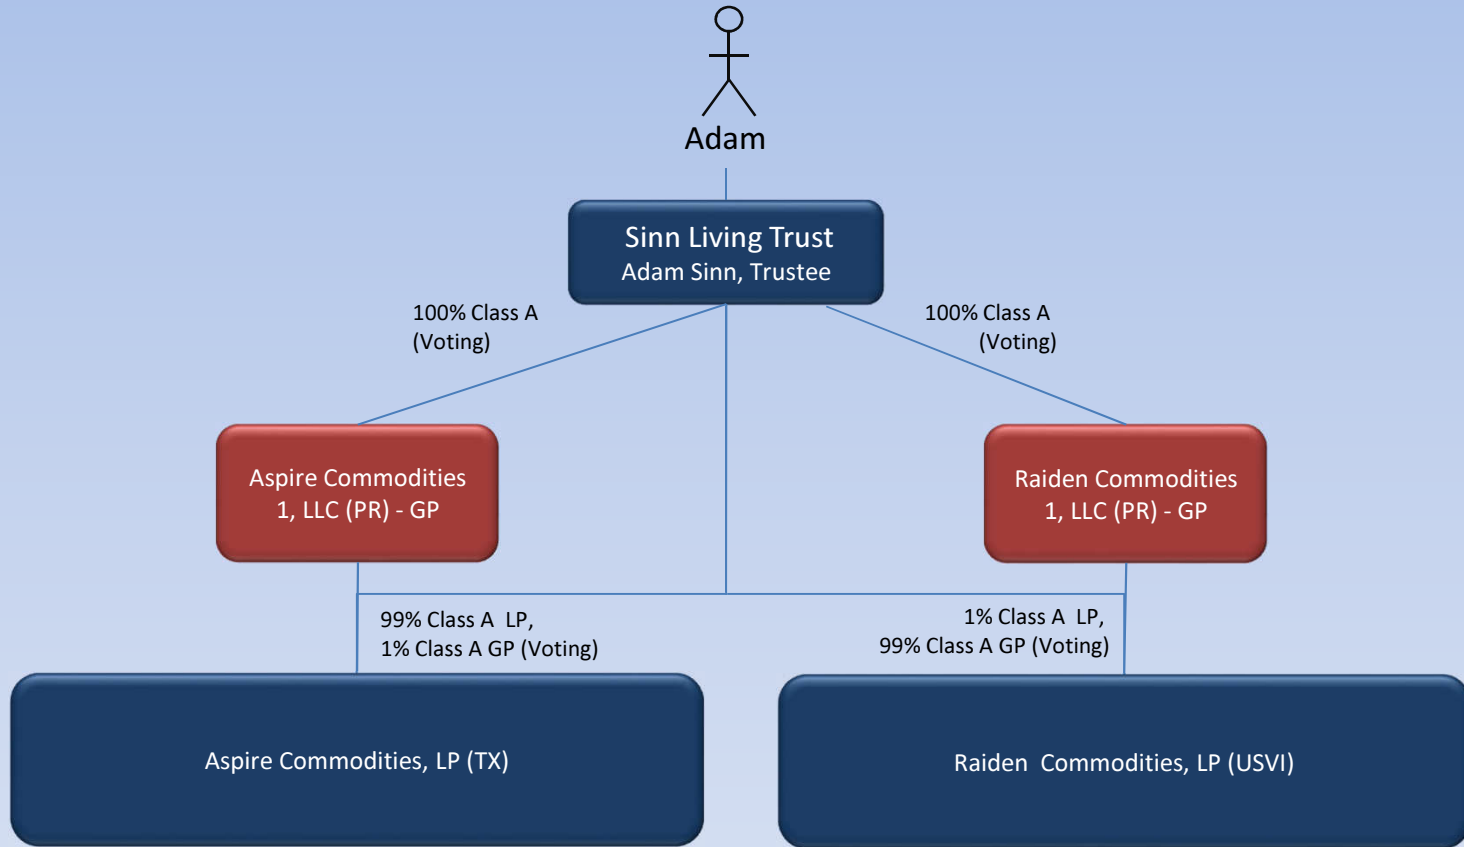 Adam
Sinn Living Trust
Adam Sinn, Trustee
100% Class A
(Voting)
100% Class A
(Voting)
Aspire Commodities
1, LLC (PR) - GP
Raiden Commodities
1, LLC (PR) - GP
99% Class A  LP,
1% Class A GP (Voting)
1% Class A  LP,
99% Class A GP (Voting)
Aspire Commodities, LP (TX)
Raiden  Commodities, LP (USVI)